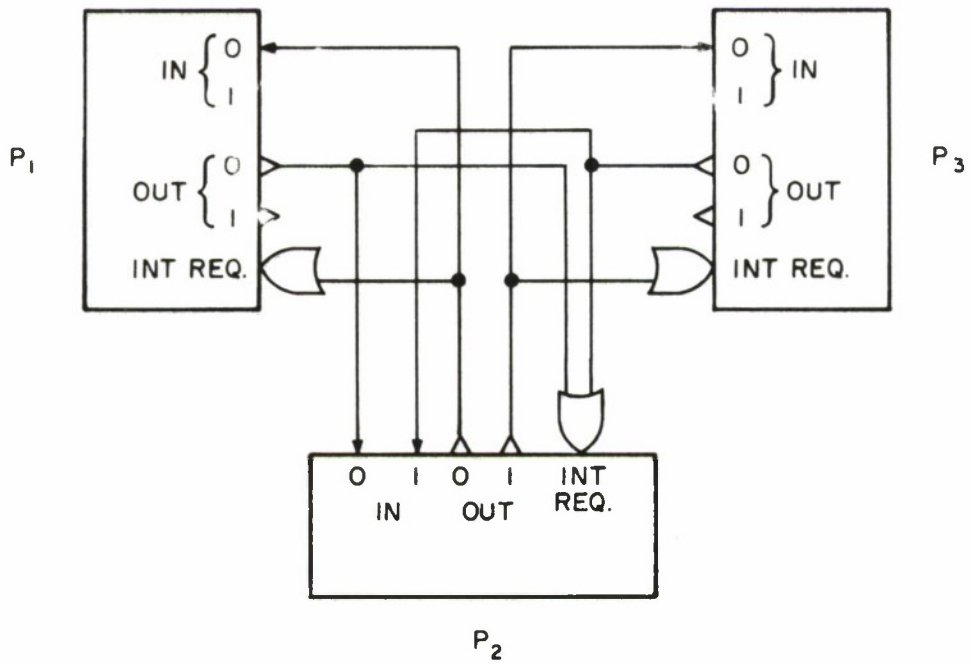 IN { 0
1
OUT { 0
1
INT REQ.
P1
0 } IN
1
0 } OUT
1
INT REQ.
P3
0 1 0 1 INT
IN OUT REQ.
P2